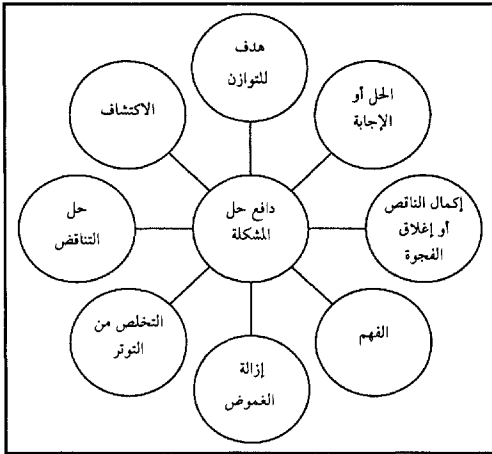 هدف
للتوازن
الحل أو
الإجابة
الاكتشاف
إكمال الناقص
أو إغلاق
الفجوة
دافع حل
المشكلة
حل
التناقض
الفهم
التخلص من
التوتر
إزالة
الغموض